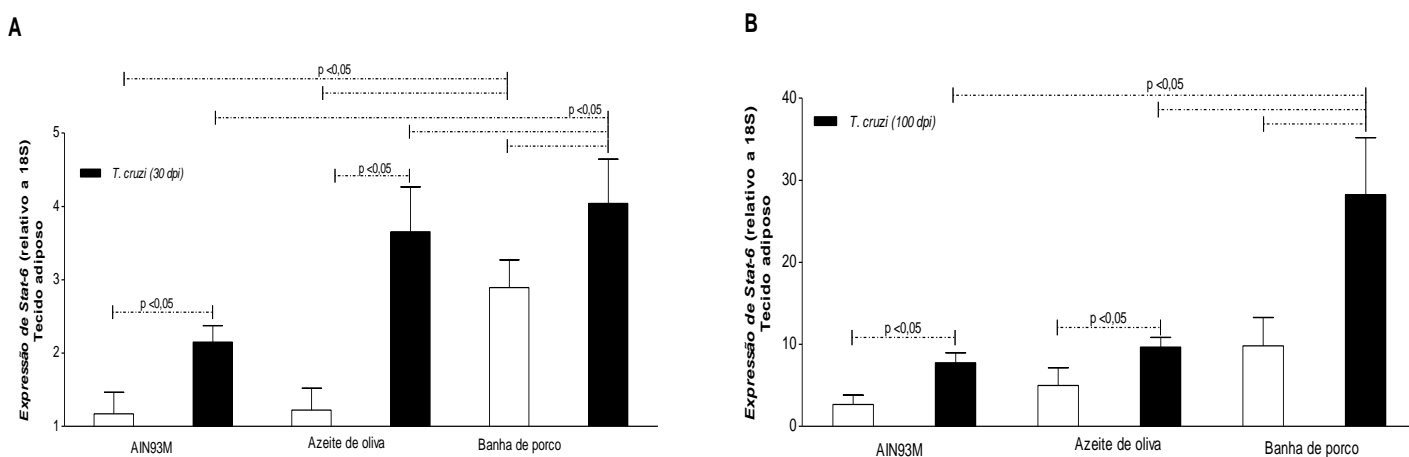 A
p <0,05
p <0,05
5
4
3
2
1
T. cruzi (30 dpi)
p <0,05
p <0,05
Expressão de Stat-6 (relativo a 18S)
Tecido adiposo
AIN93M
Azeite de oliva
Banha de porco
B
p <0,05
40
30
20
10
0
T. cruzi (100 dpi)
p <0,05
p <0,05
Expressão de Stat-6 (relativo a 18S)
Tecido adiposo
AIN93M
Azeite de oliva
Banha de porco